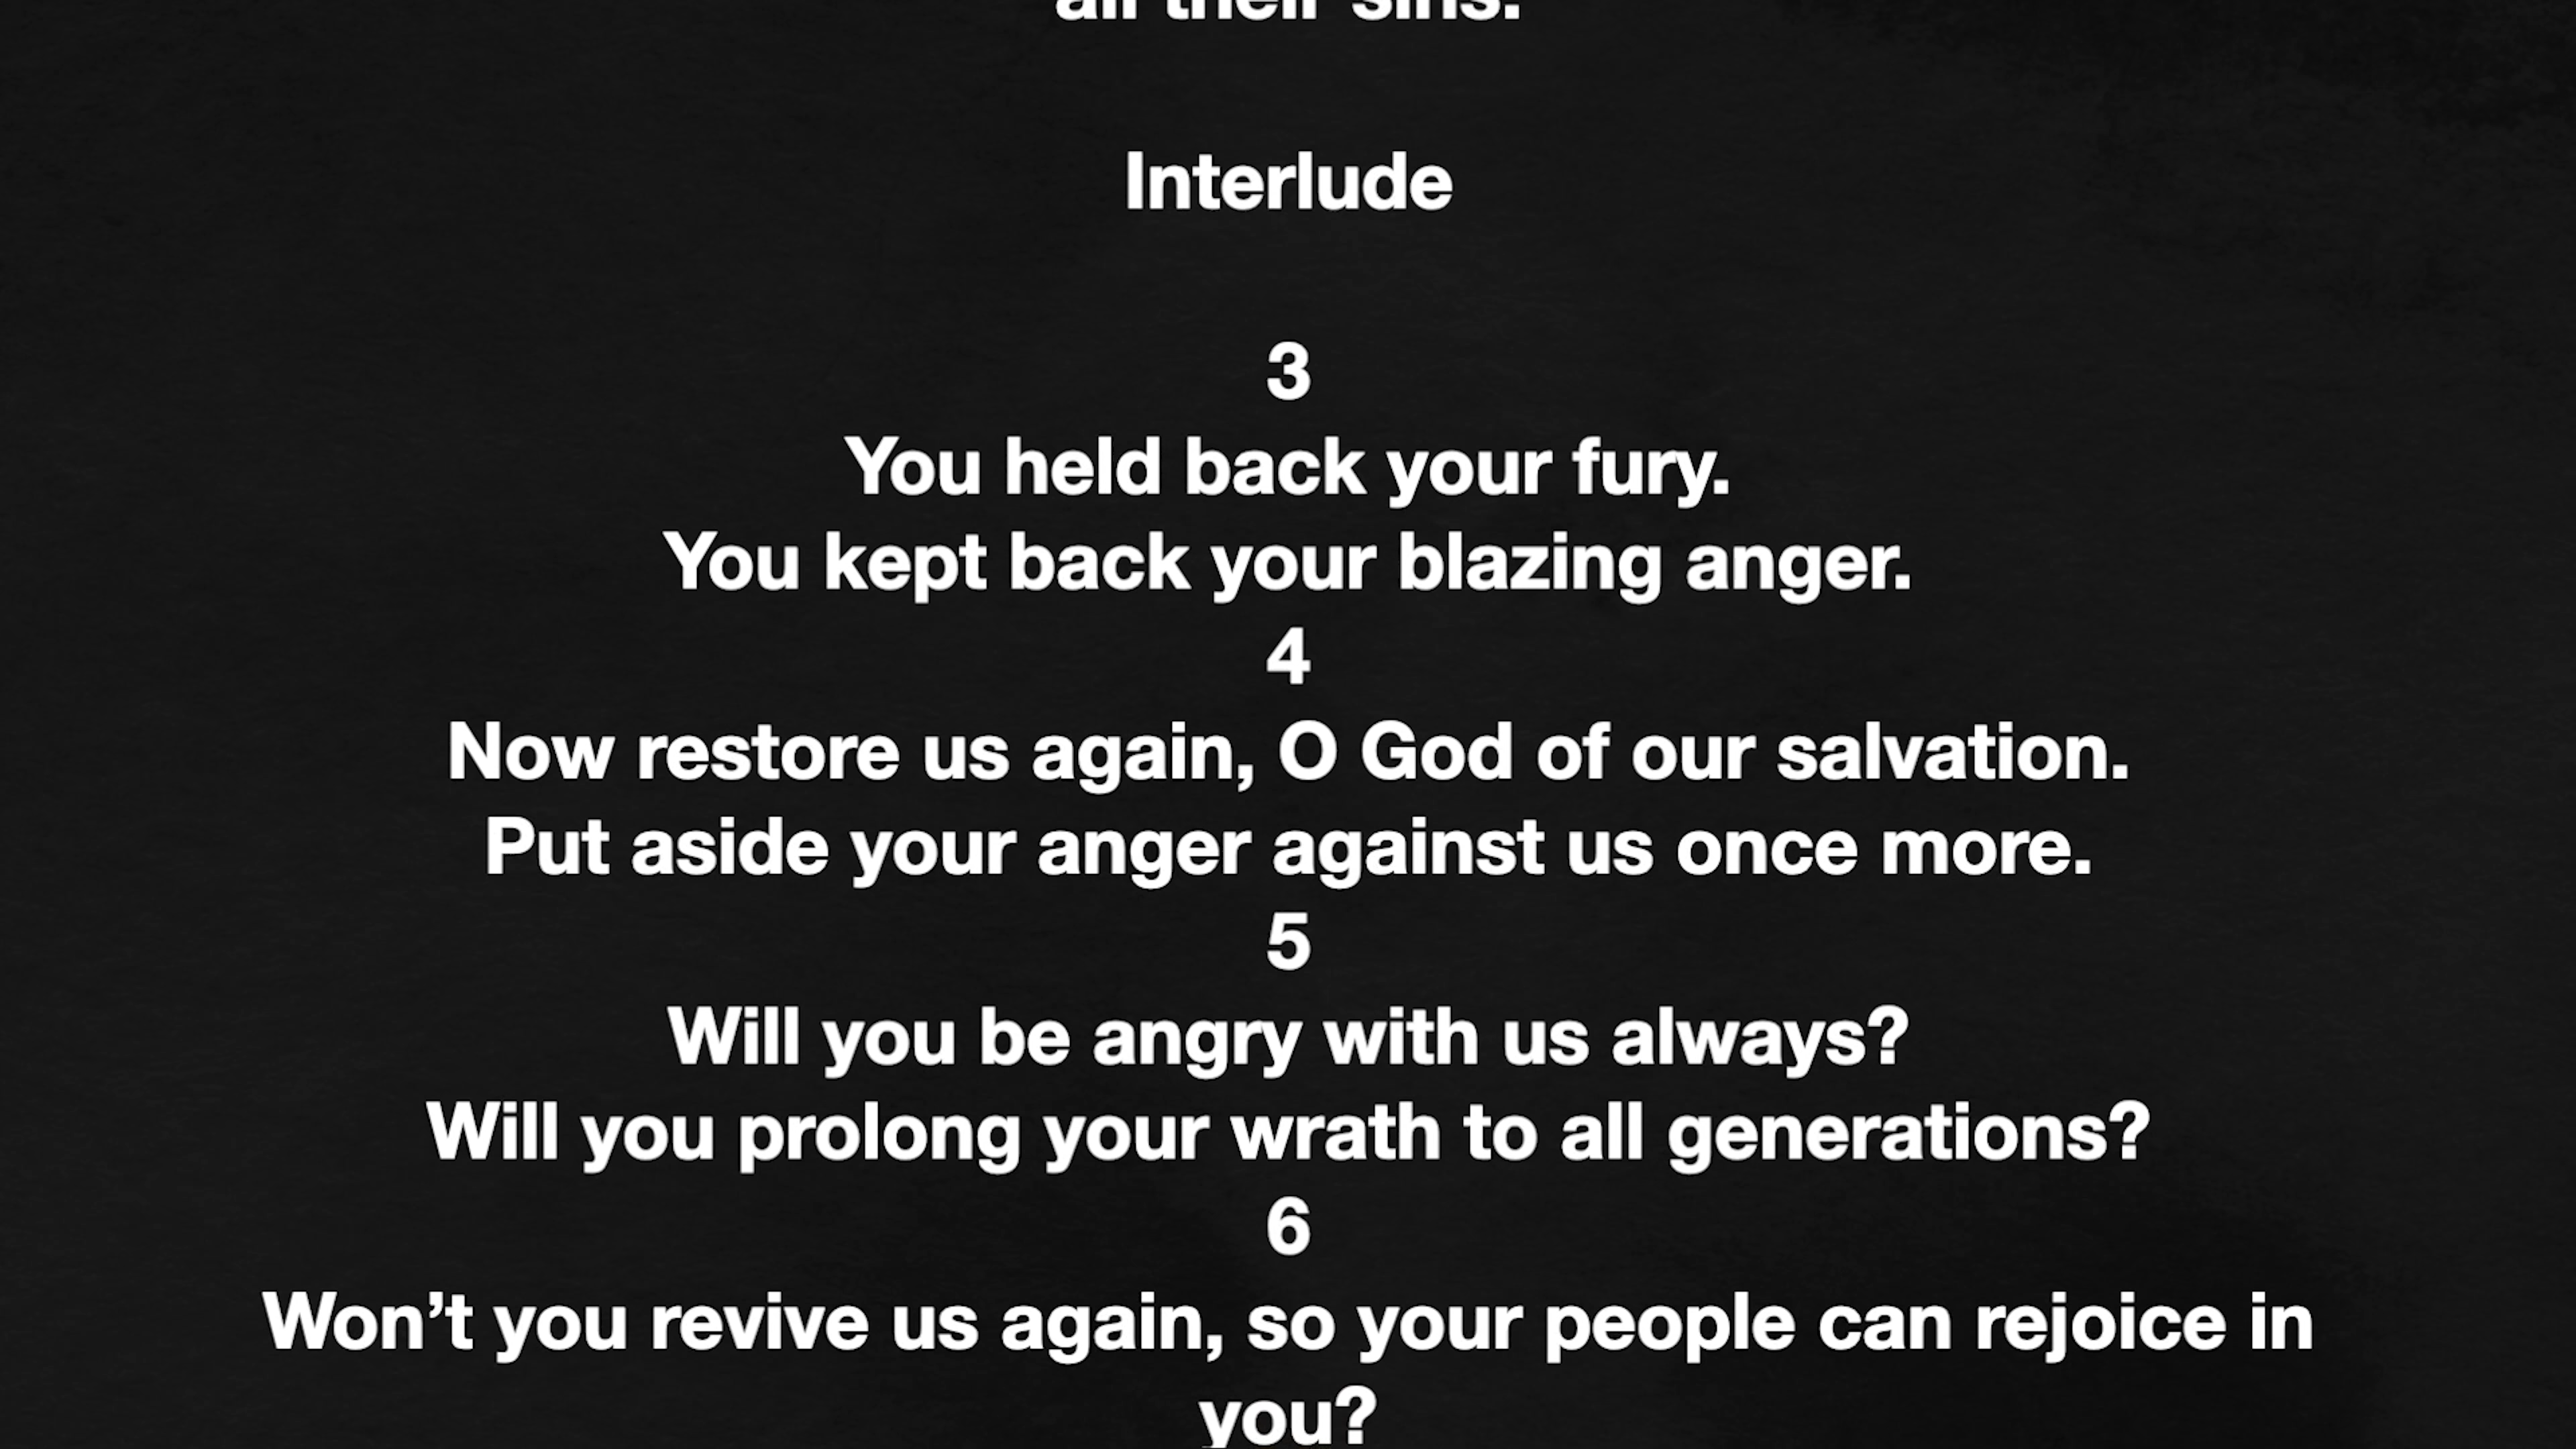 all their sins.
Interlude
3
You held back your fury.
You kept back your blazing anger.
4
Now restore us again, O God of our salvation.
Put aside your anger against us once more.
5
Will you be angry with us always?
Will you prolong your wrath to all generations?
6
Won’t you revive us again, so your people can rejoice in
you?